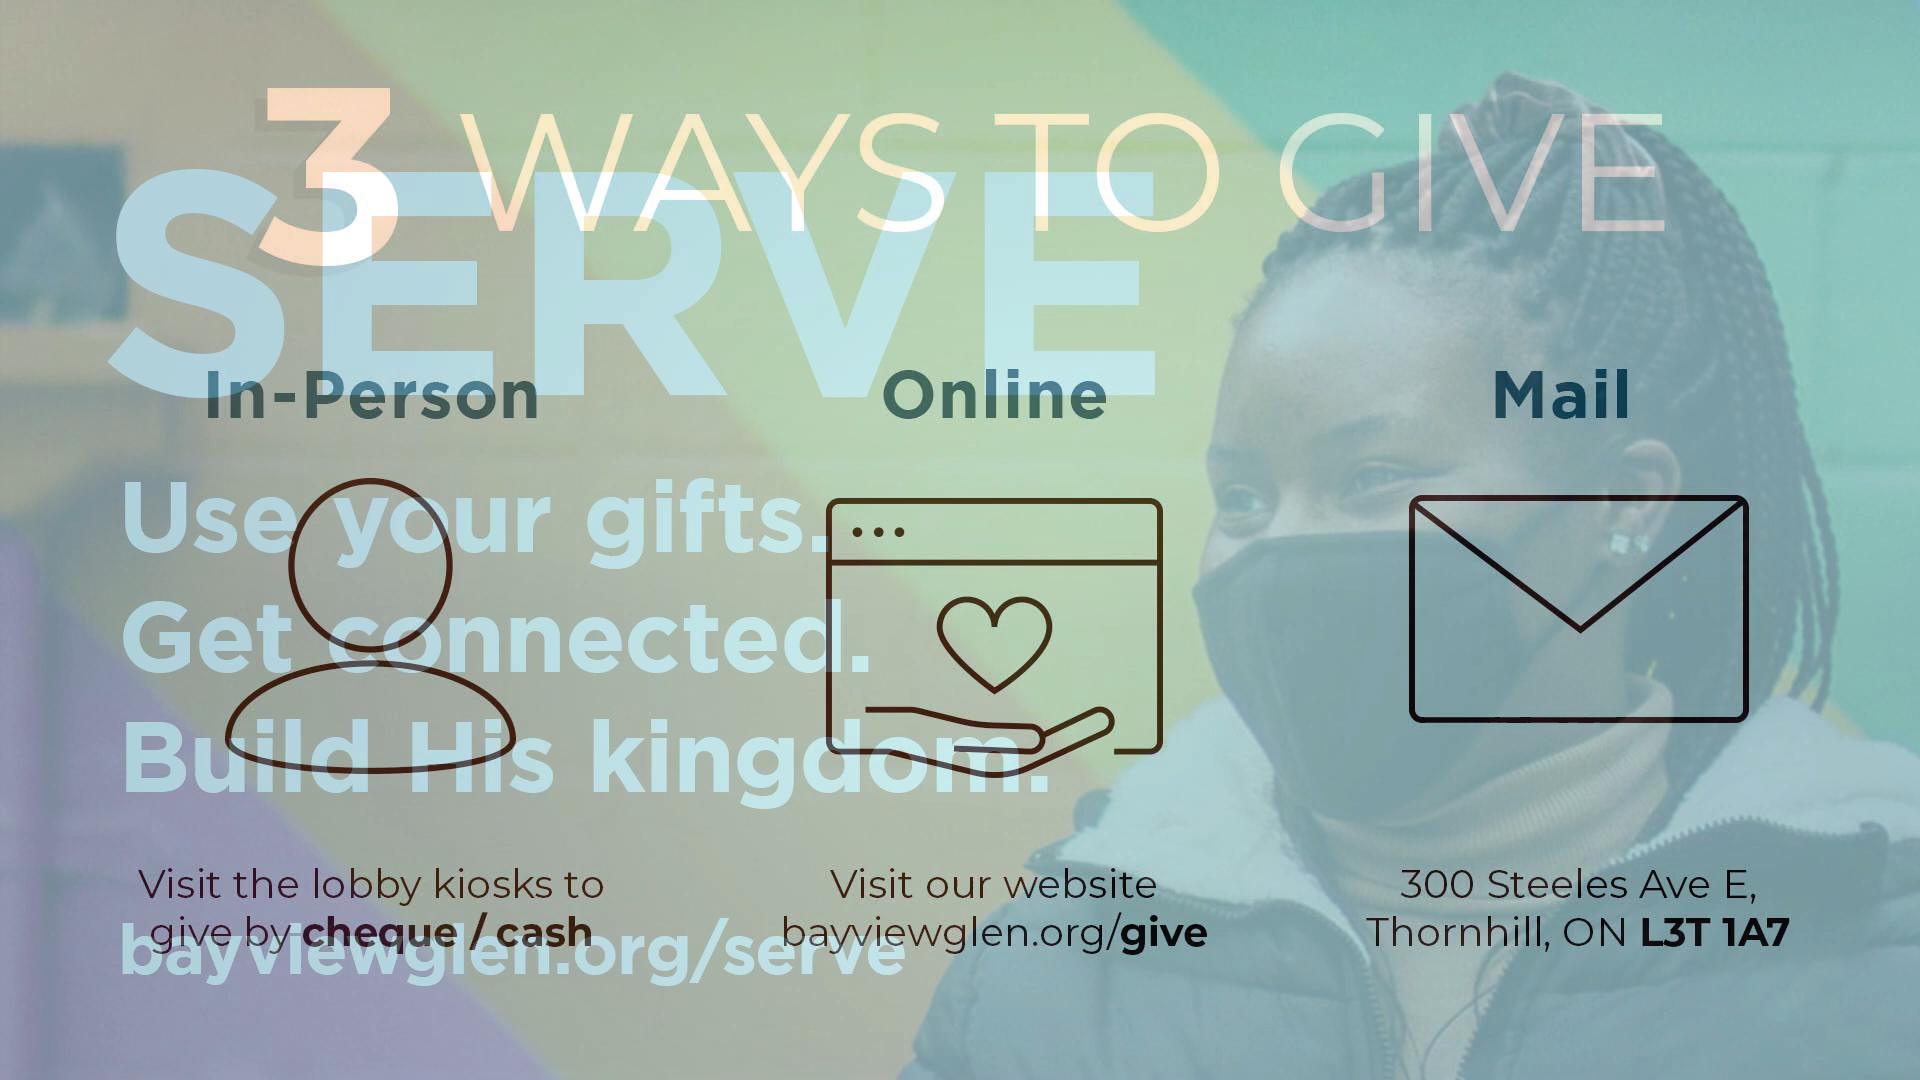 3 WAYS TO GIVE
SERVE
In-Person
Online
Mail
Use your gifts.
Get connected.
Build His kingdom.
Visit the lobby kiosks to
give by cheque / cash
Visit our website
bayviewglen.org/give
300 Steeles Ave E,
Thornhill, ON L3T 1A7
bayviewglen.org/serve